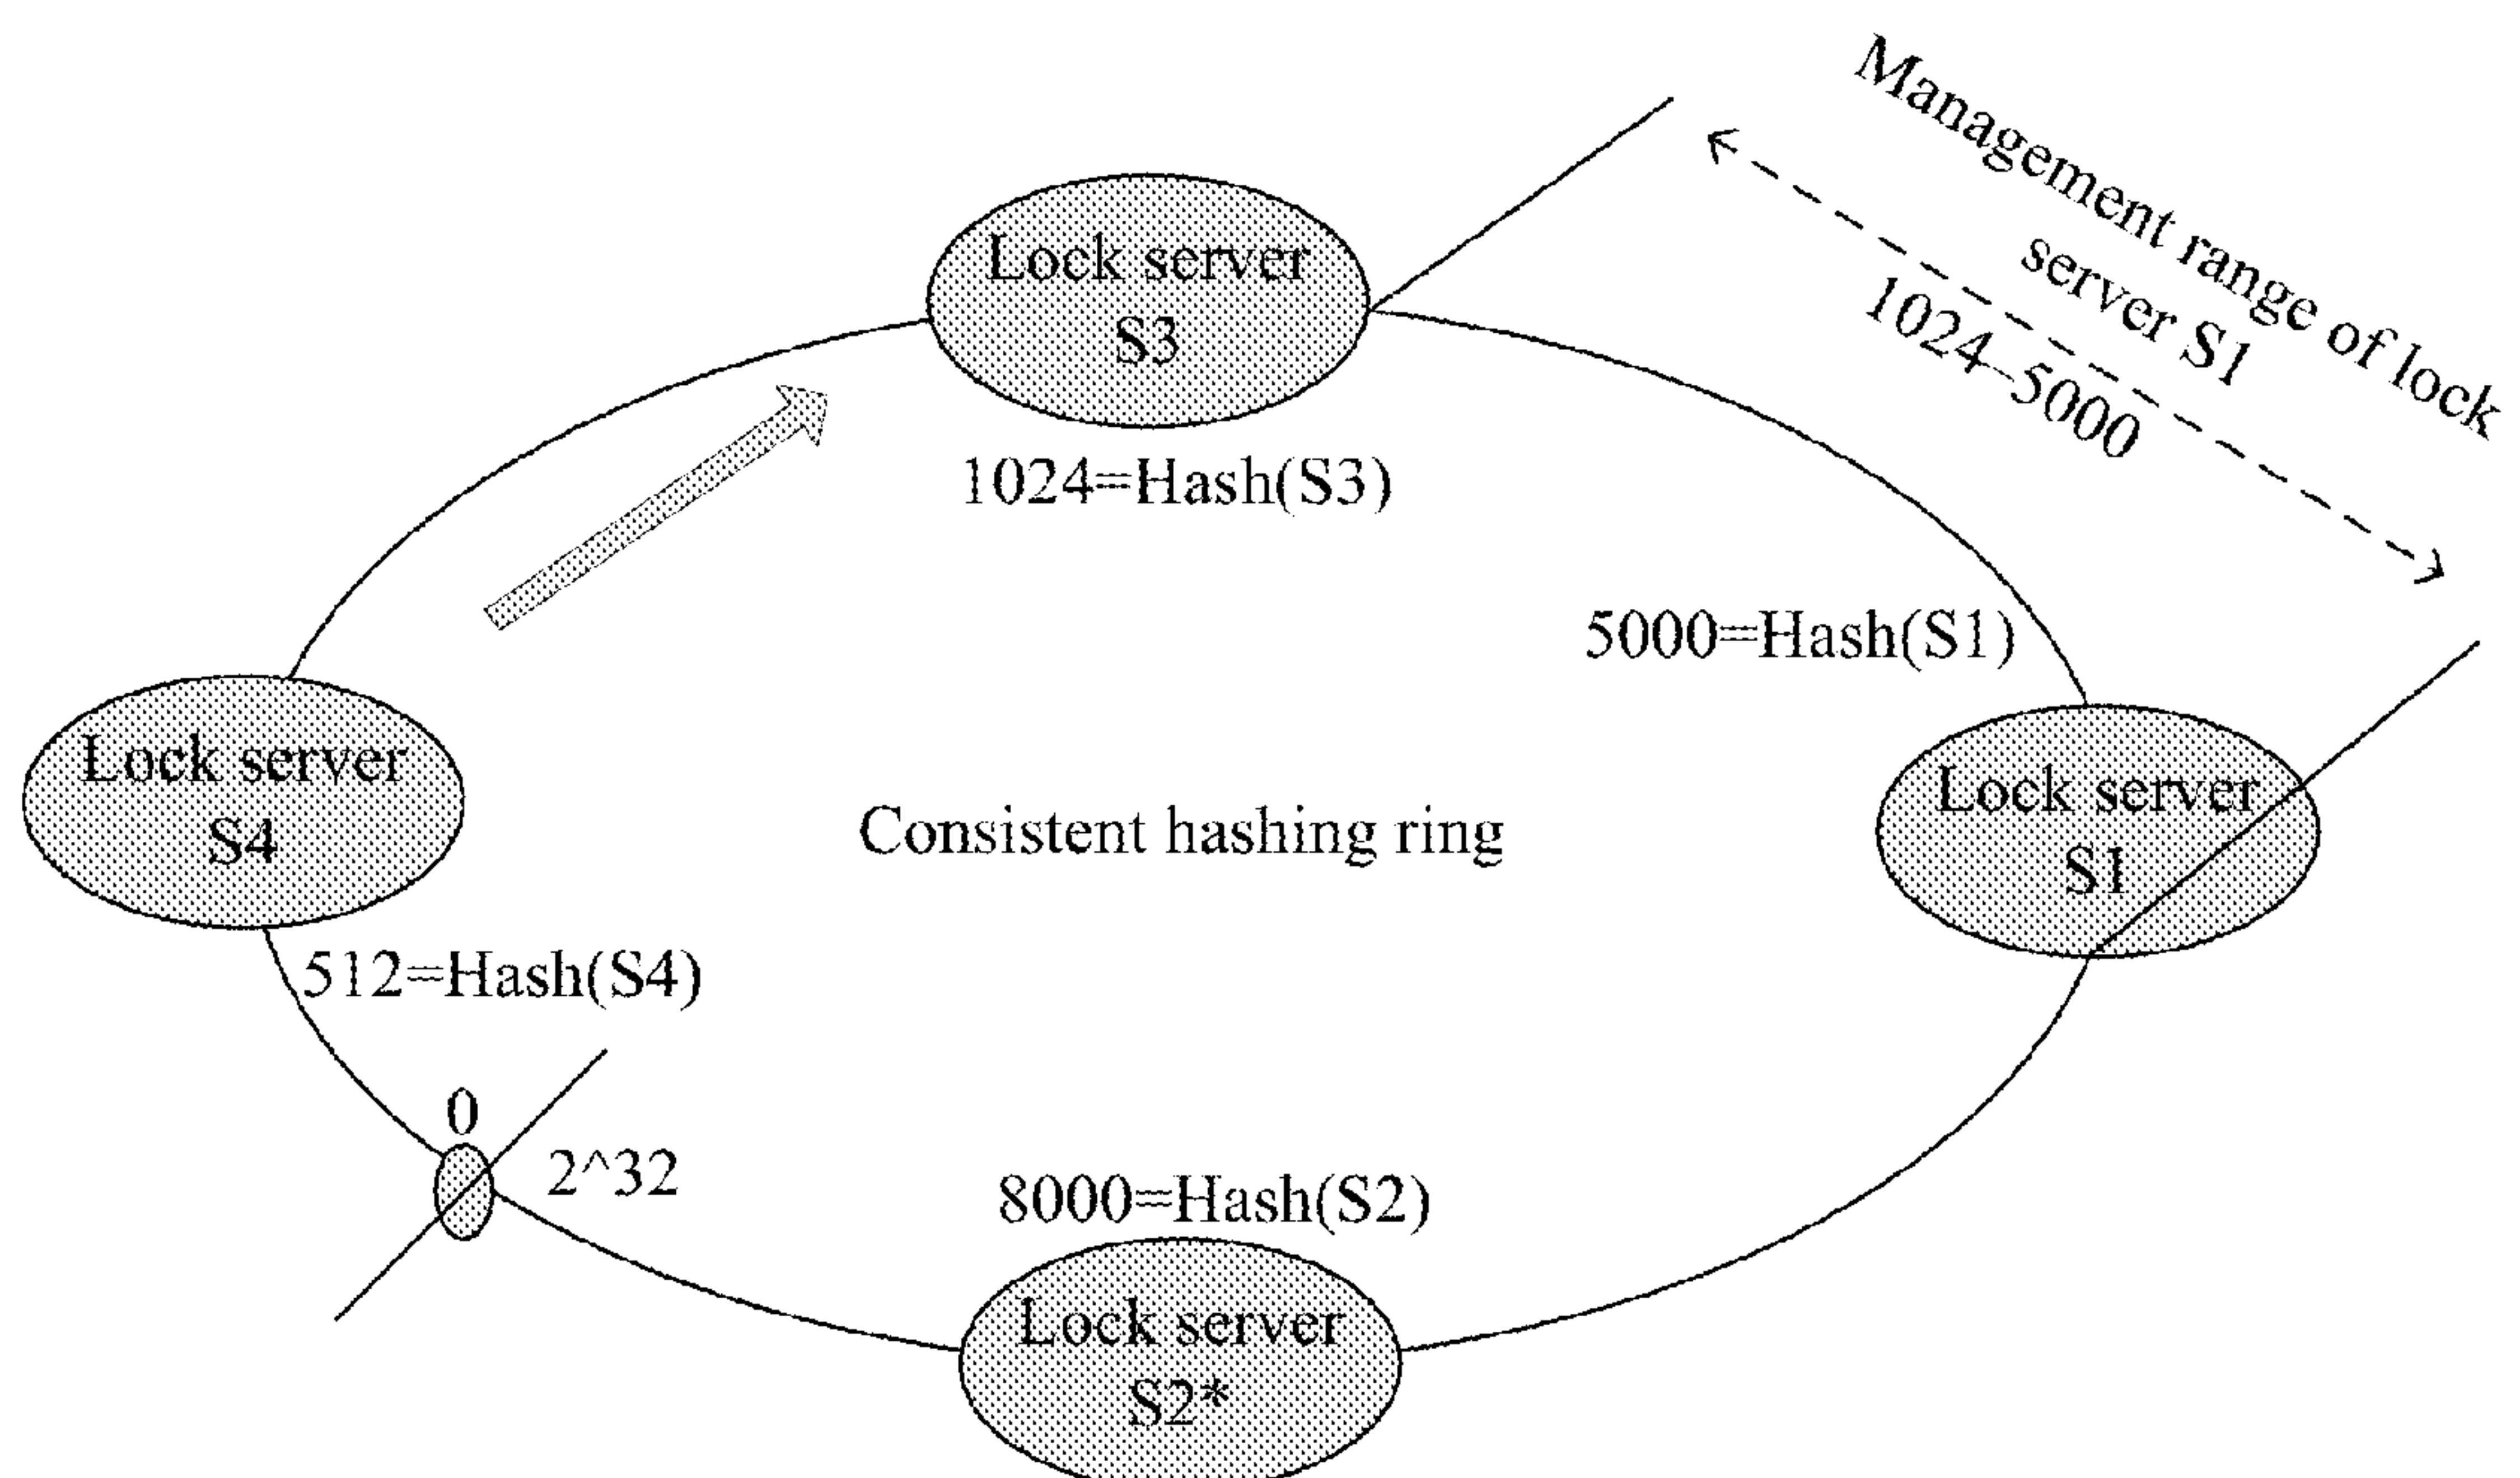 Management range of lock
server S1
1024–5000
Lock server
S3
1024=Hash(S3)
5000=Hash(S1)
Lock server
S4
Lock server
S1
Consistent hashing ring
512=Hash(S4)
0
2^32
8000=Hash(S2)
Lock server
S2*